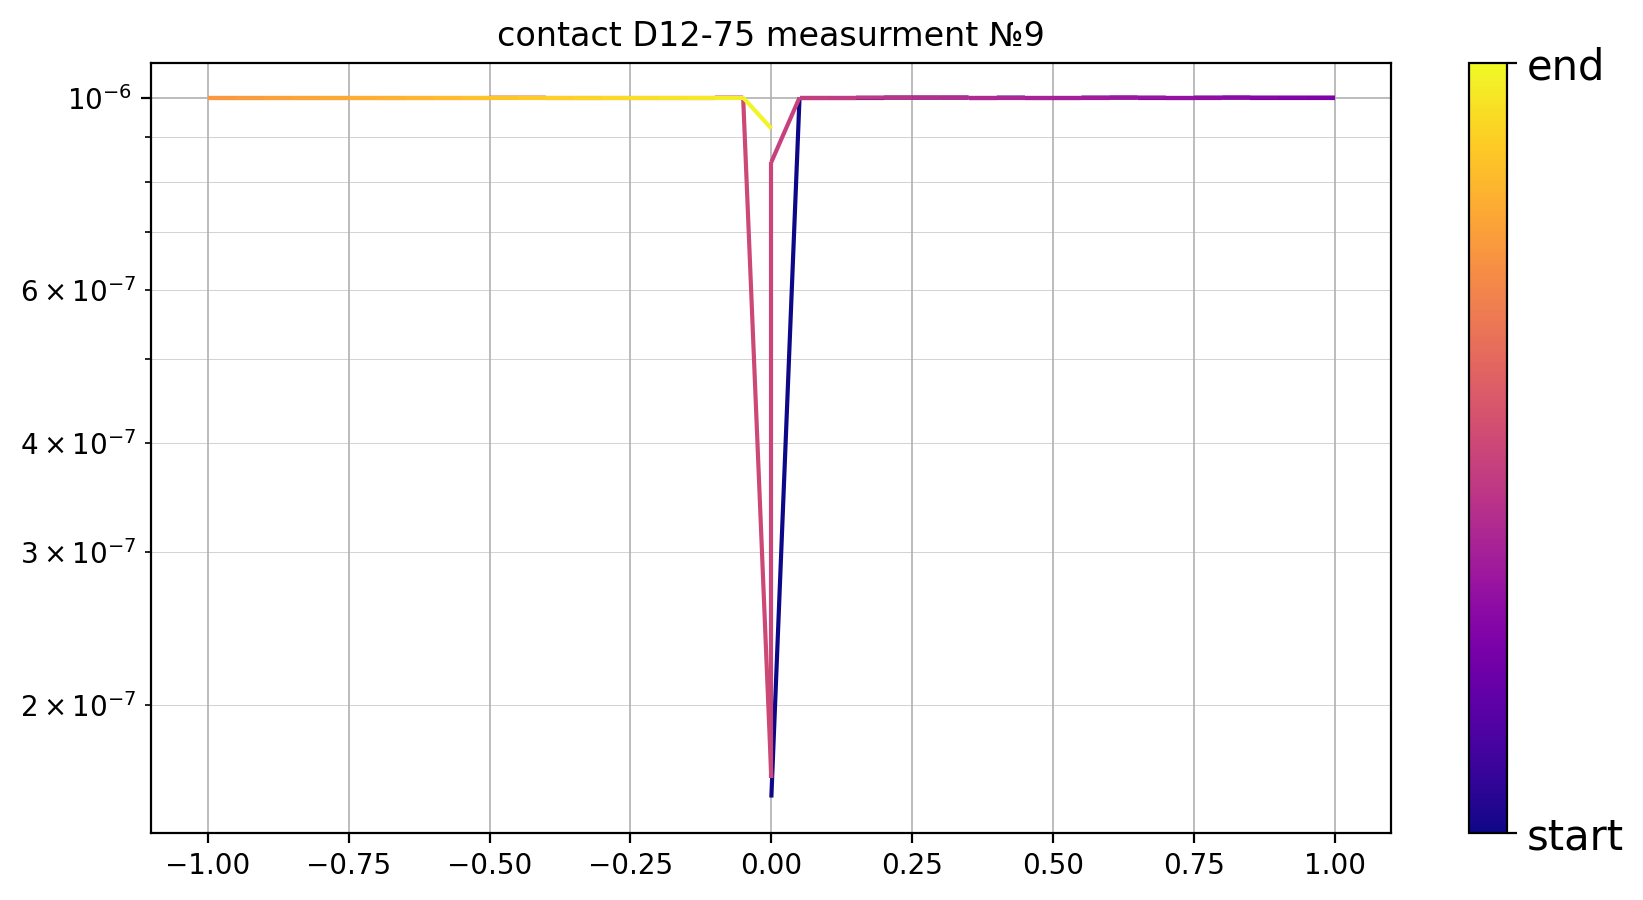 contact D12-75 measurment №9
end
10⁻⁶
6 × 10⁻⁷
4 × 10⁻⁷
3 × 10⁻⁷
2 × 10⁻⁷
start
−1.00 −0.75 −0.50 −0.25 0.00 0.25 0.50 0.75 1.00